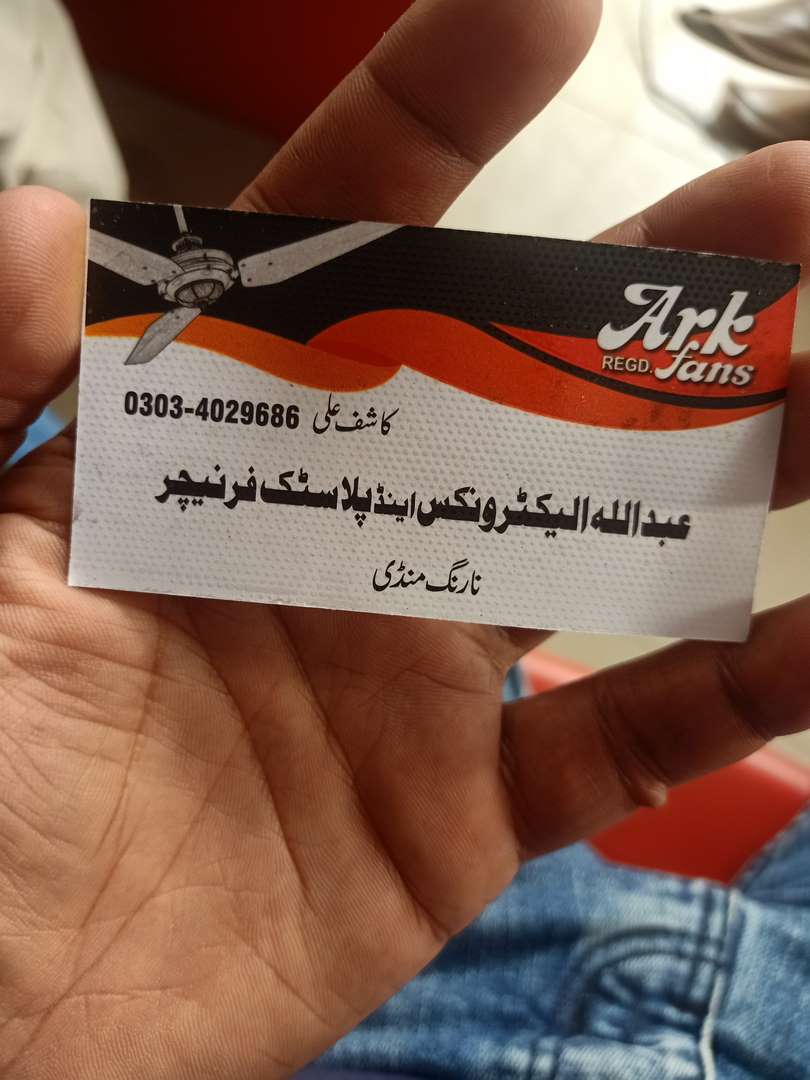 Ark
REGD. fans
0303-4029686 کاشف علی
عبداللہ الیکٹرونکس اینڈ پلاسٹک فرنیچر
نارنگ منڈی